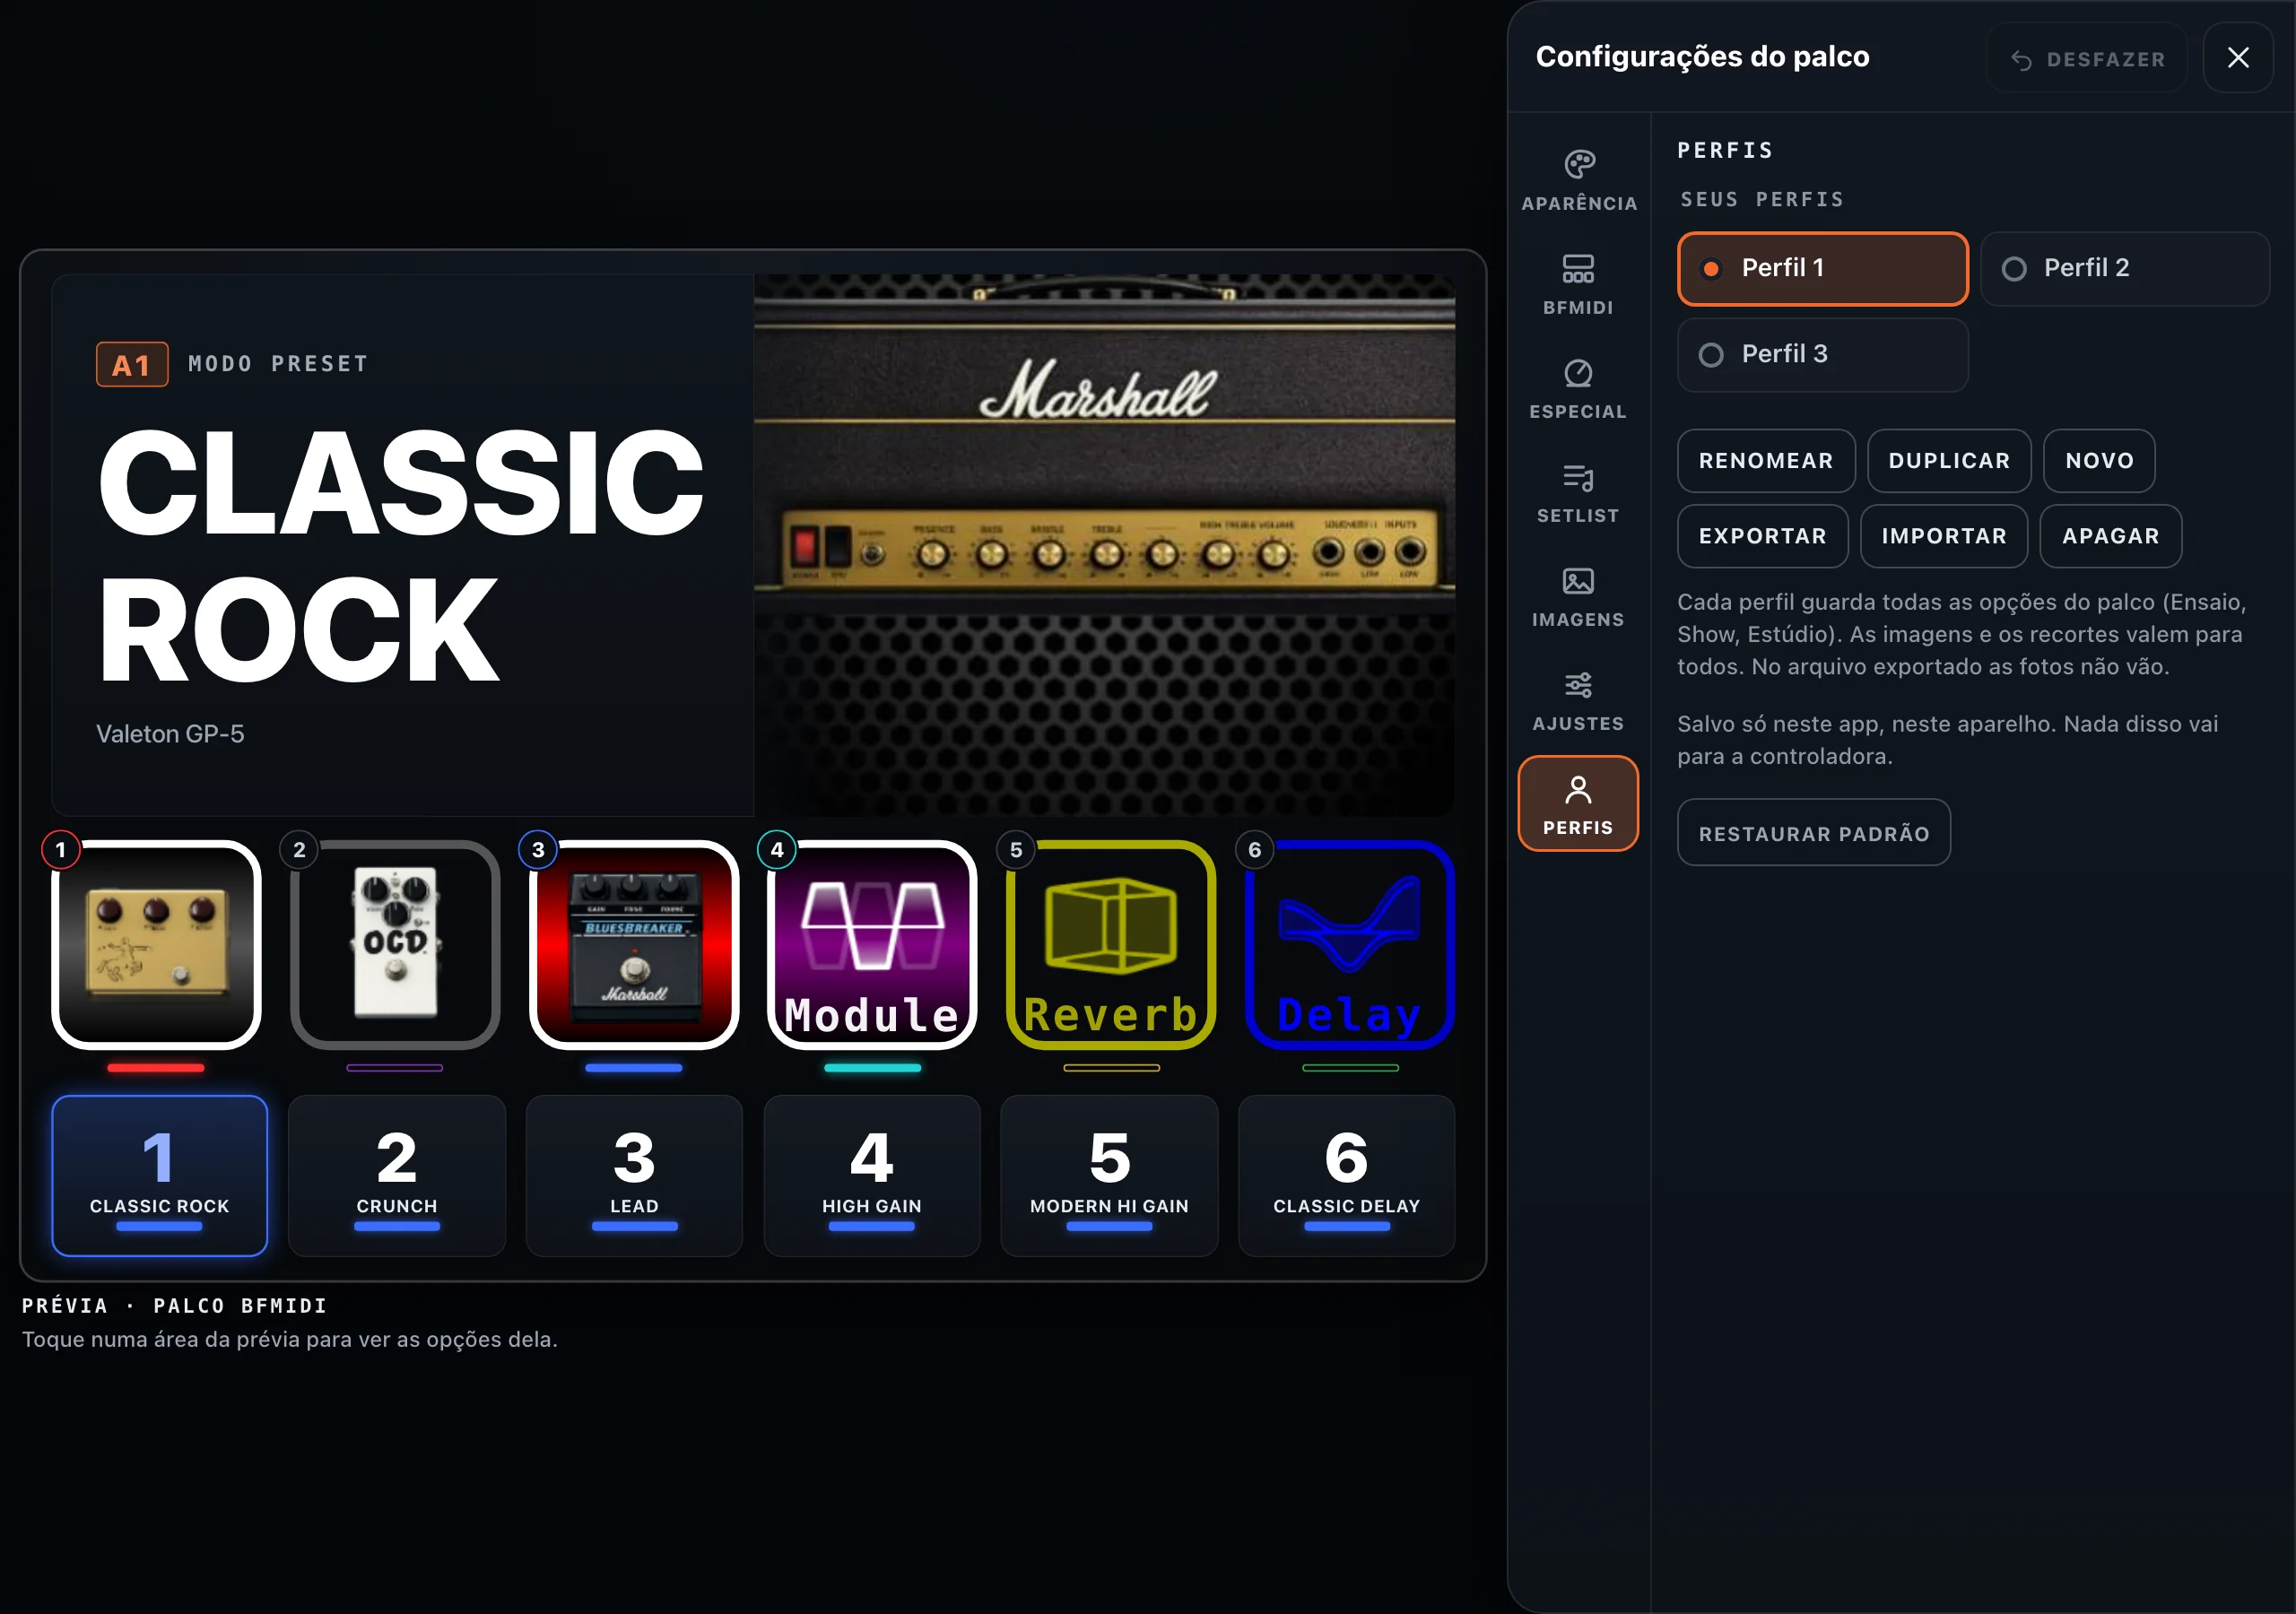 Configurações do palco
DESFAZER
APARÊNCIA
BFMIDI
ESPECIAL
SETLIST
IMAGENS
AJUSTES
PERFIS
PERFIS
SEUS PERFIS
Perfil 1
Perfil 2
Perfil 3
RENOMEAR
DUPLICAR
NOVO
EXPORTAR
IMPORTAR
APAGAR
Cada perfil guarda todas as opções do palco (Ensaio,
Show, Estúdio). As imagens e os recortes valem para
todos. No arquivo exportado as fotos não vão.
Salvo só neste app, neste aparelho. Nada disso vai
para a controladora.
RESTAURAR PADRÃO
A1 MODO PRESET
CLASSIC
ROCK
Valeton GP-5
Marshall
BASS
TREBLE
INPUTS
1
2
OCD
3
BLUESBREAKER
Marshall
4
Module
5
Reverb
6
Delay
1
CLASSIC ROCK
2
CRUNCH
3
LEAD
4
HIGH GAIN
5
MODERN HI GAIN
6
CLASSIC DELAY
PRÉVIA · PALCO BFMIDI
Toque numa área da prévia para ver as opções dela.